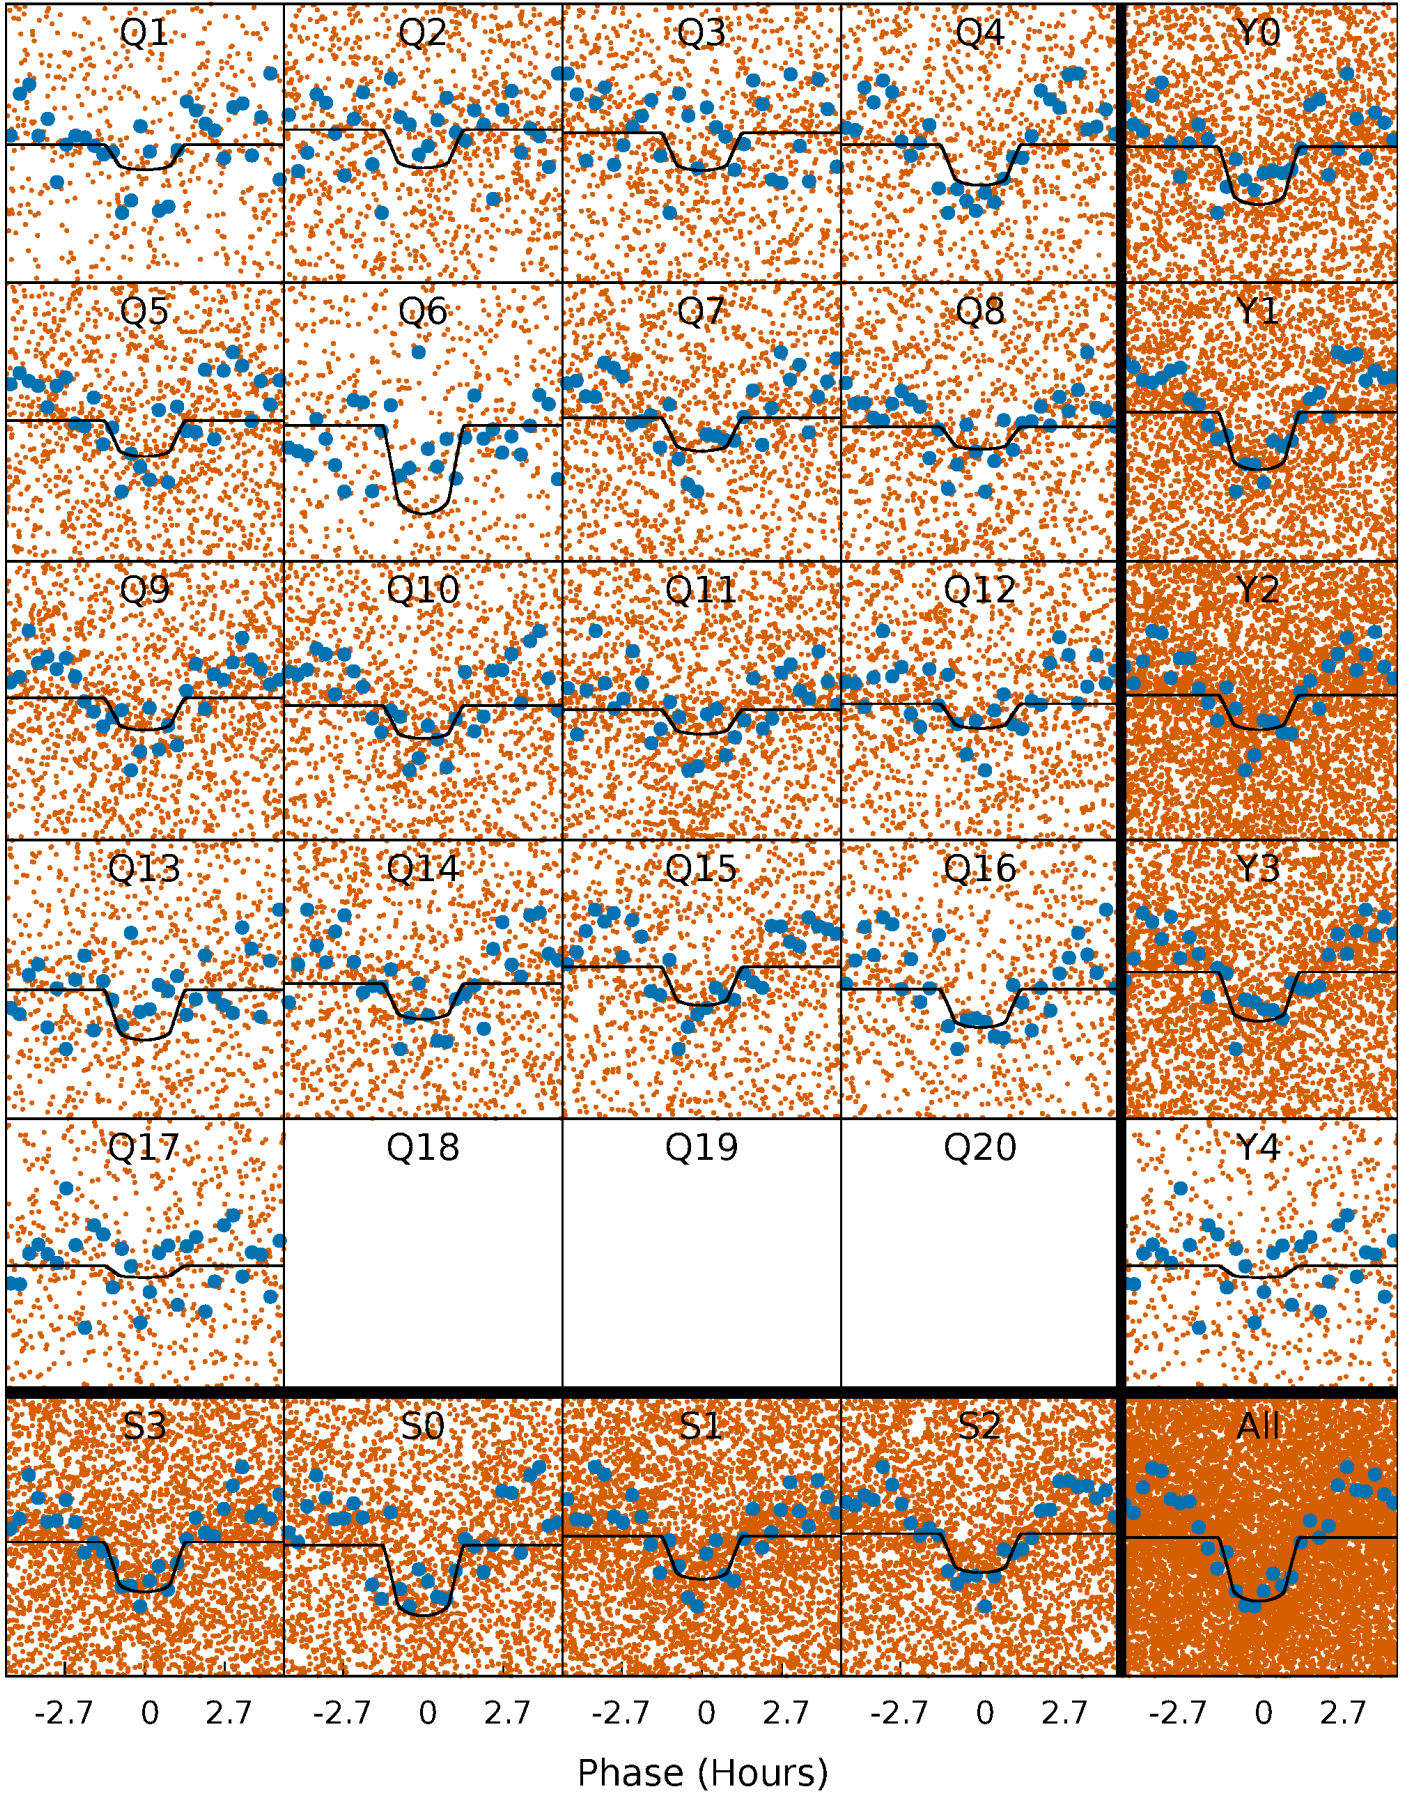 Q1 Q2 Q3 Q4 Y0
Q5 Q6 Q7 Q8 Y1
Q9 Q10 Q11 Q12 Y2
Q13 Q14 Q15 Q16 Y3
Q17 Q18 Q19 Q20 Y4
S3 S0 S1 S2 All
-2.7 0 2.7 -2.7 0 2.7 -2.7 0 2.7 -2.7 0 2.7 -2.7 0 2.7
Phase (Hours)